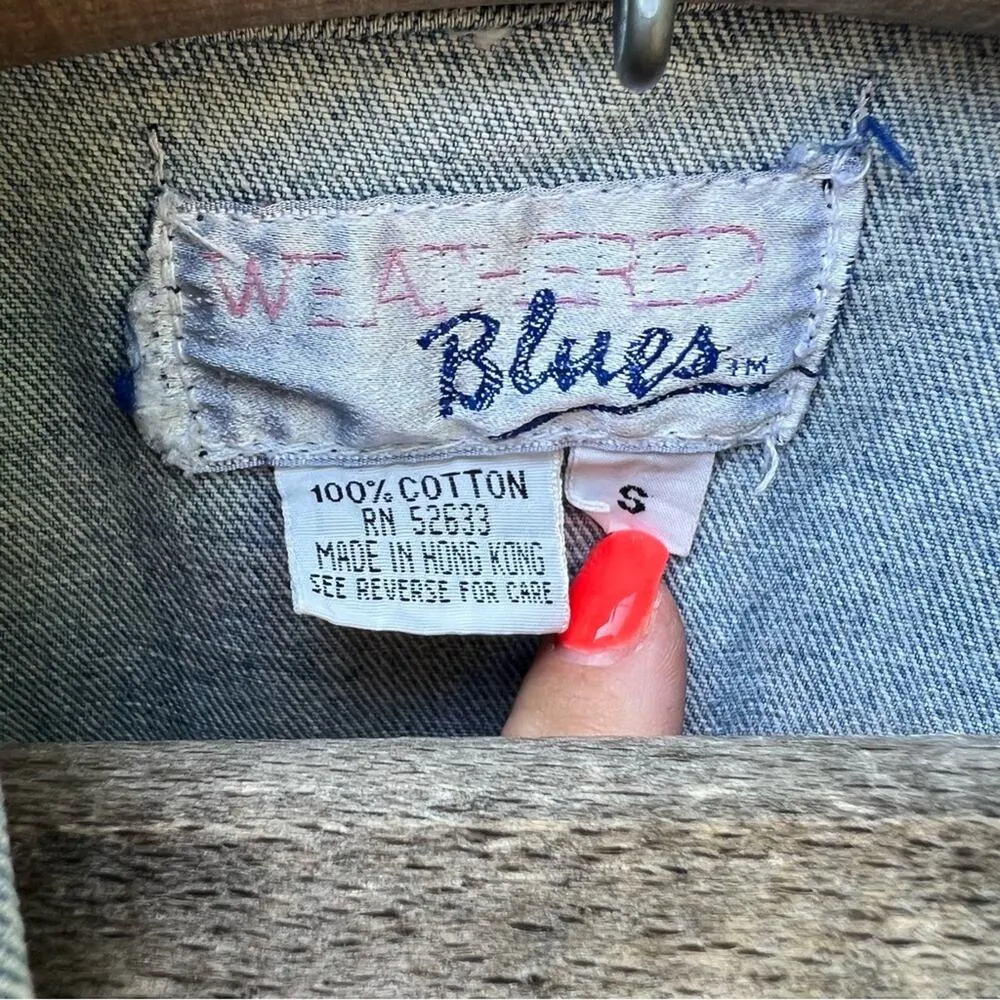 WEATHERED
Blues TM
100% COTTON
S
RN 52633
MADE IN HONG KONG
SEE REVERSE FOR CARE